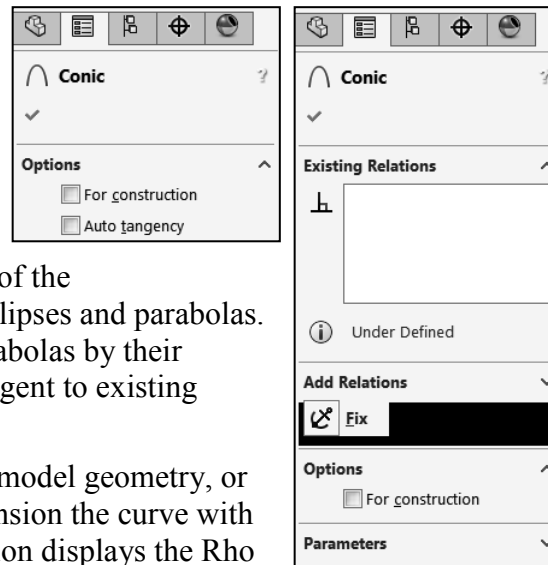 Conic
?
Options
For construction
Auto tangency
of the
lipses and parabolas.
abolas by their
gent to existing
model geometry, or
nsion the curve with
ion displays the Rho
Conic
?
Existing Relations
Under Defined
Add Relations
Fix
Options
For construction
Parameters